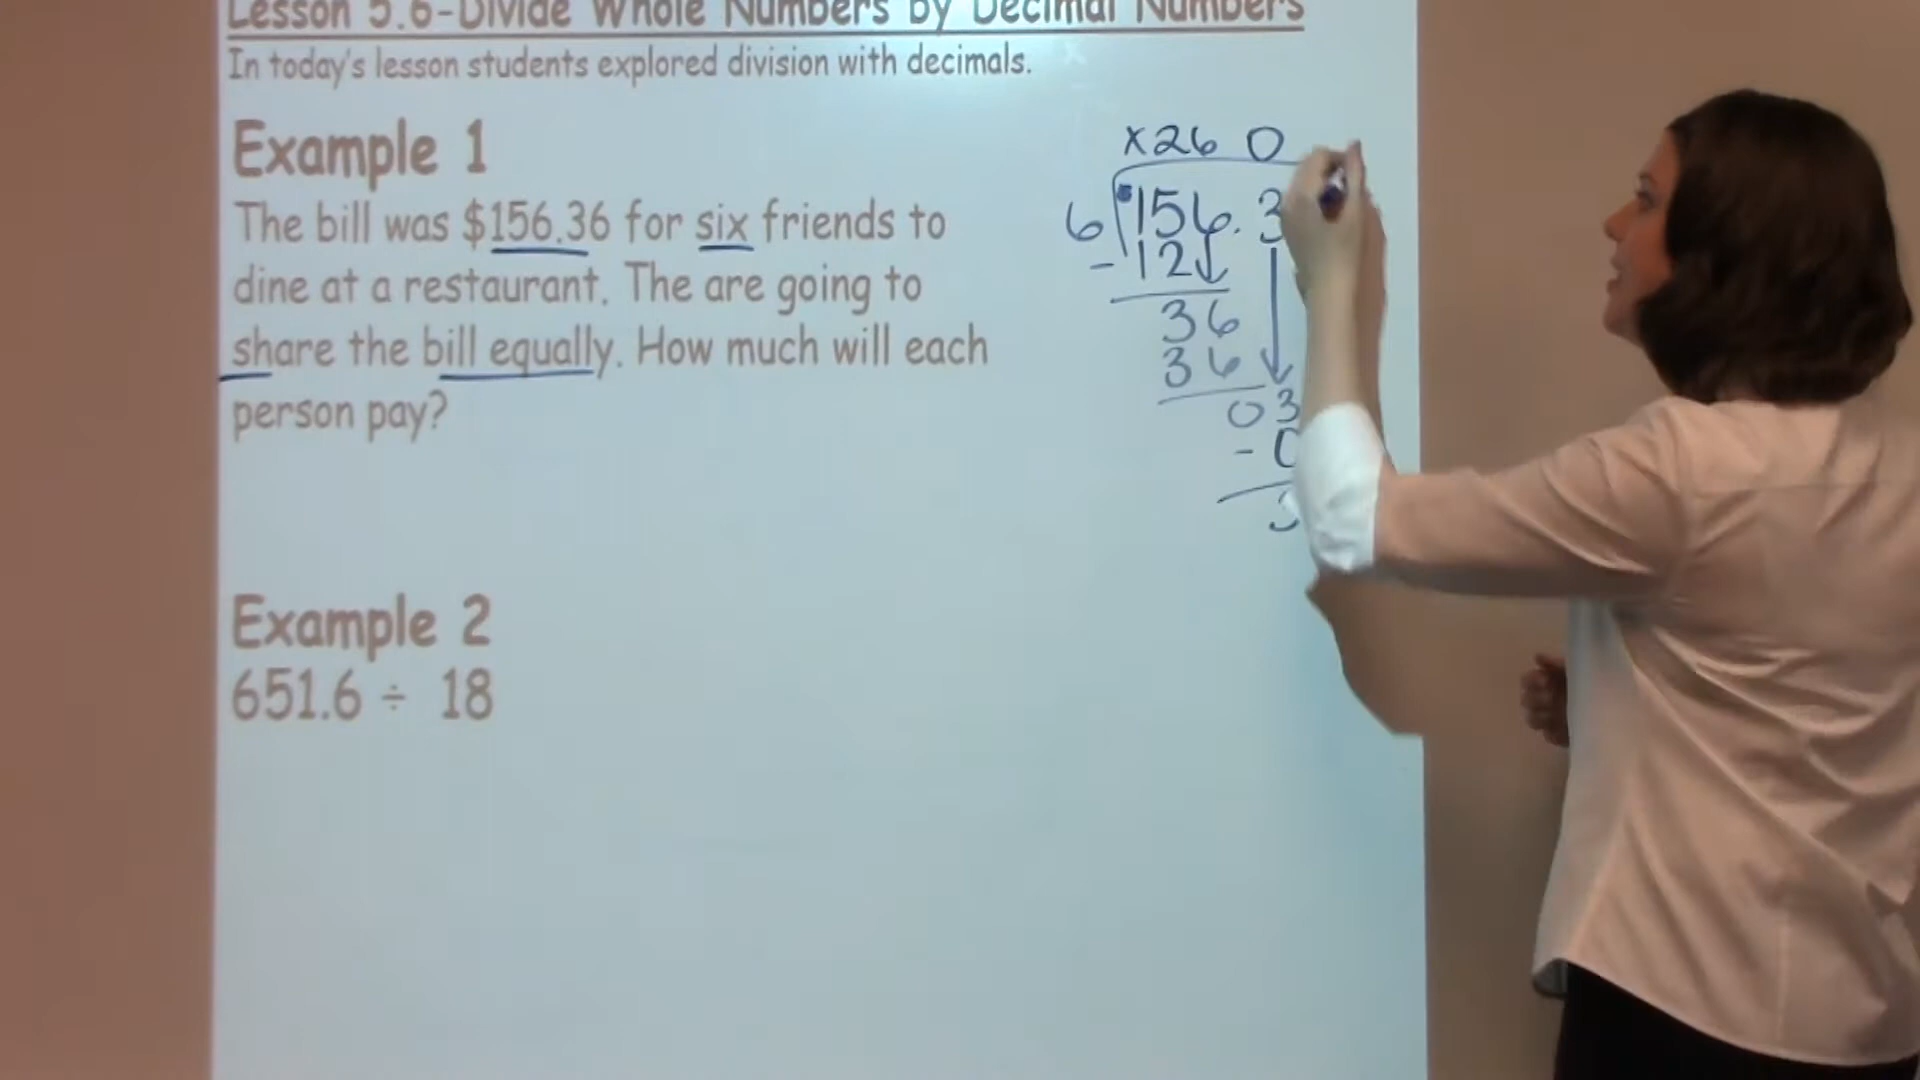 Lesson 5.6-Divide Whole Numbers by Decimal Numbers
In today's lesson students explored division with decimals.
Example 1
The bill was $156.36 for six friends to
dine at a restaurant. The are going to
share the bill equally. How much will each
person pay?
Example 2
651.6 ÷ 18
x26 0
6 156.3
-12
36
36
03
- 0
3